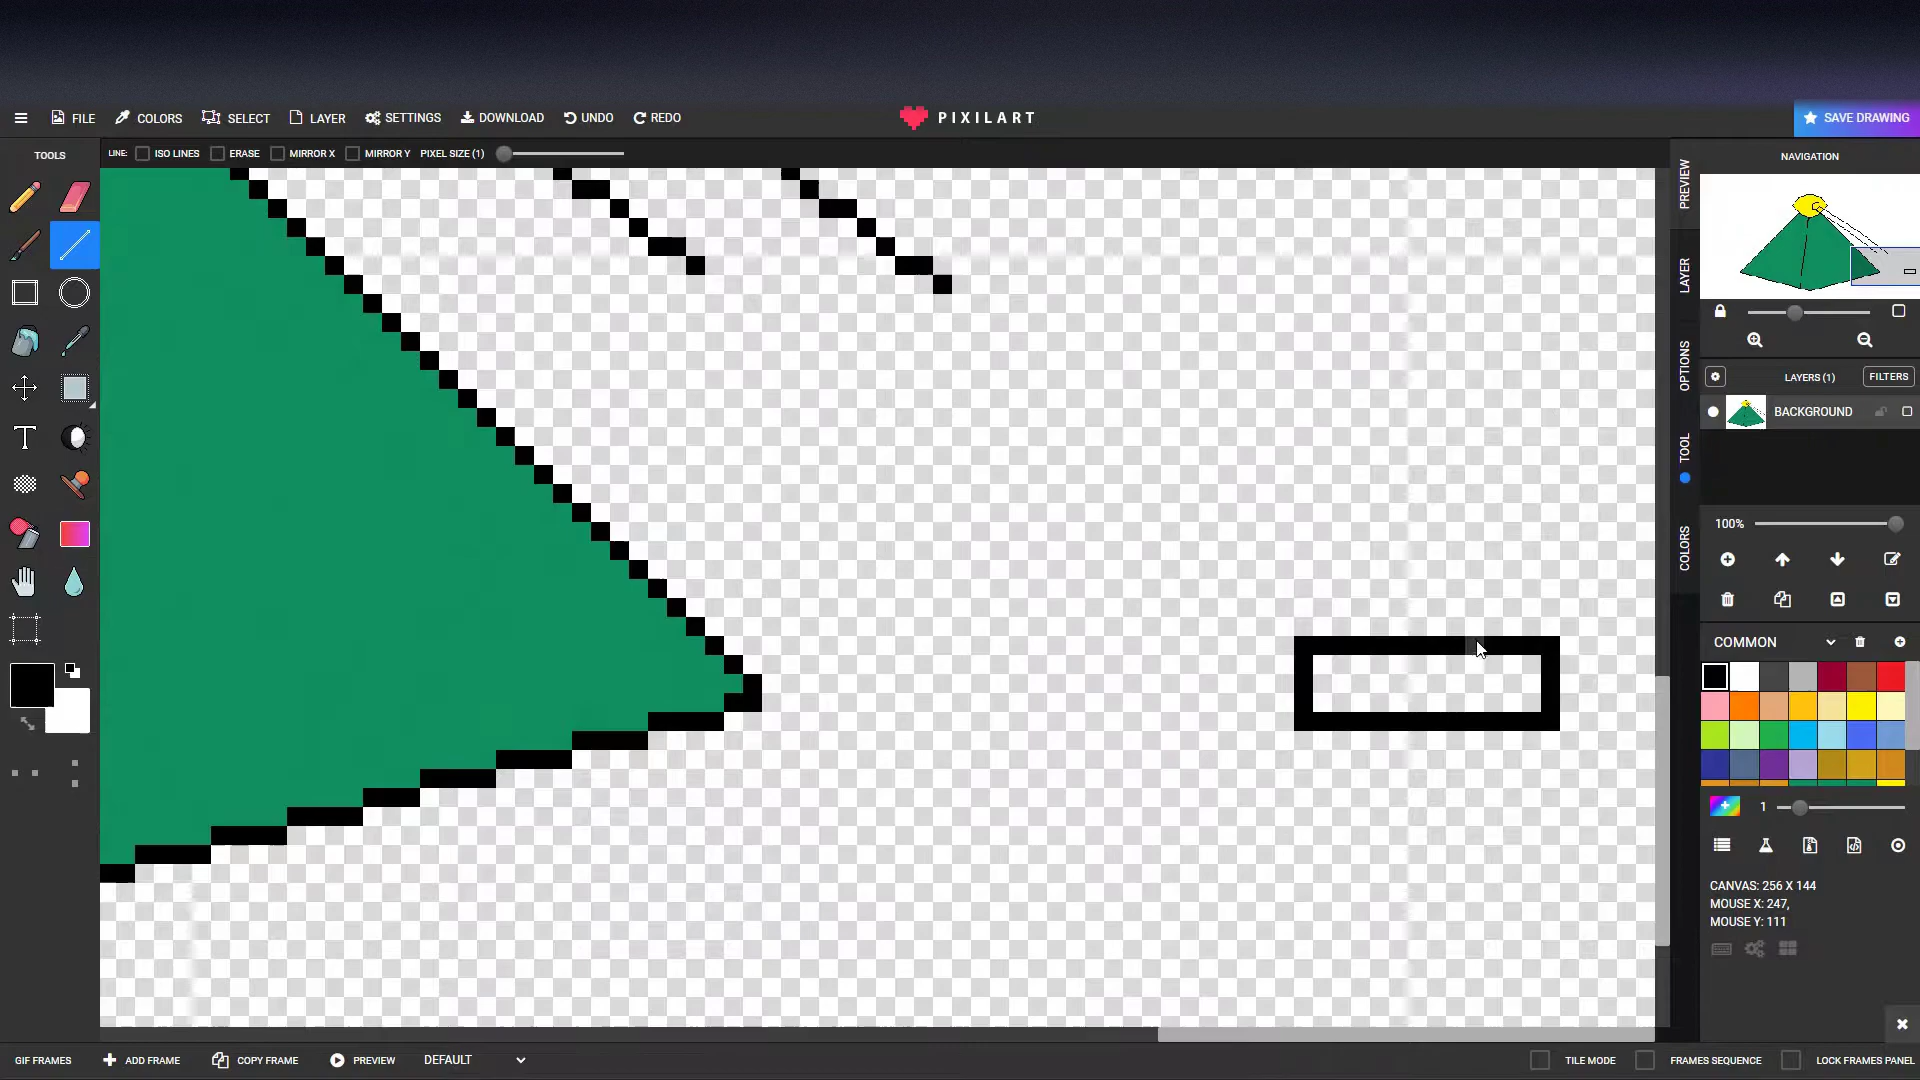 FILE COLORS SELECT LAYER SETTINGS DOWNLOAD UNDO REDO PIXILART SAVE DRAWING
TOOLS LINE: ISO LINES ERASE MIRROR X MIRROR Y PIXEL SIZE (1)
NAVIGATION
PREVIEW
LAYER
OPTIONS
TOOL
COLORS
LAYERS (1) FILTERS
BACKGROUND
100%
COMMON
1
CANVAS: 256 X 144
MOUSE X: 247,
MOUSE Y: 111
T
GIF FRAMES ADD FRAME COPY FRAME PREVIEW DEFAULT TILE MODE FRAMES SEQUENCE LOCK FRAMES PANEL